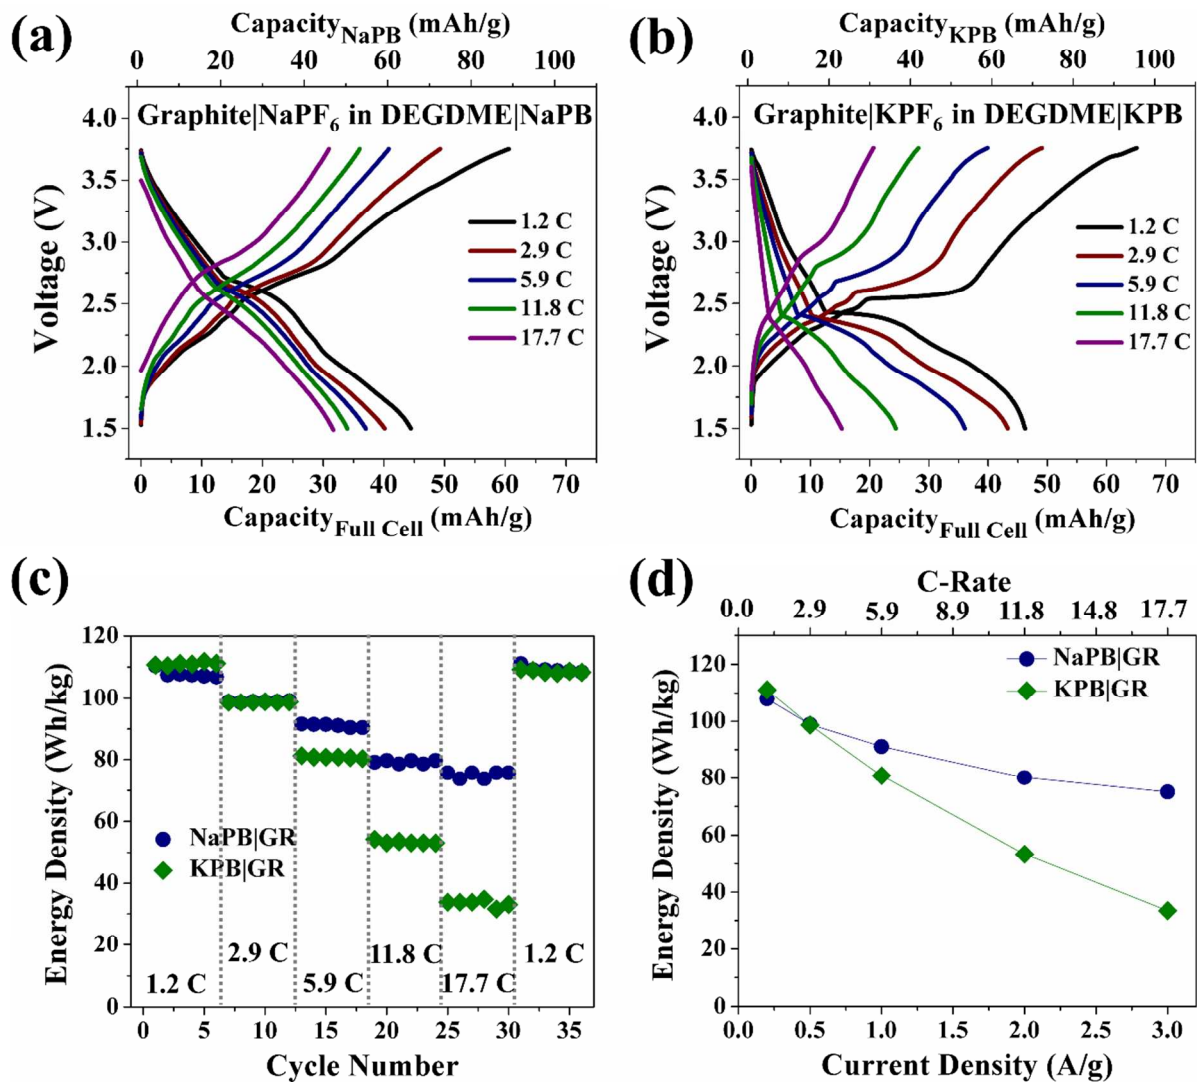 (a)
Capacity NaPB (mAh/g)
0 20 40 60 80 100
Graphite|NaPF6 in DEGDME|NaPB
Voltage (V)
4.0
3.5
3.0
2.5
2.0
1.5
1.2 C
2.9 C
5.9 C
11.8 C
17.7 C
0 10 20 30 40 50 60 70
Capacity Full Cell (mAh/g)
(b)
Capacity KPB (mAh/g)
0 20 40 60 80 100
Graphite|KPF6 in DEGDME|KPB
Voltage (V)
4.0
3.5
3.0
2.5
2.0
1.5
1.2 C
2.9 C
5.9 C
11.8 C
17.7 C
0 10 20 30 40 50 60 70
Capacity Full Cell (mAh/g)
(c)
Energy Density (Wh/kg)
120
100
80
60
40
20
0
NaPB|GR
KPB|GR
1.2 C
2.9 C
5.9 C
11.8 C
17.7 C
1.2 C
0 5 10 15 20 25 30 35
Cycle Number
(d)
C-Rate
0.0 2.9 5.9 8.9 11.8 14.8 17.7
Energy Density (Wh/kg)
120
100
80
60
40
20
0
NaPB|GR
KPB|GR
0.0 0.5 1.0 1.5 2.0 2.5 3.0
Current Density (A/g)